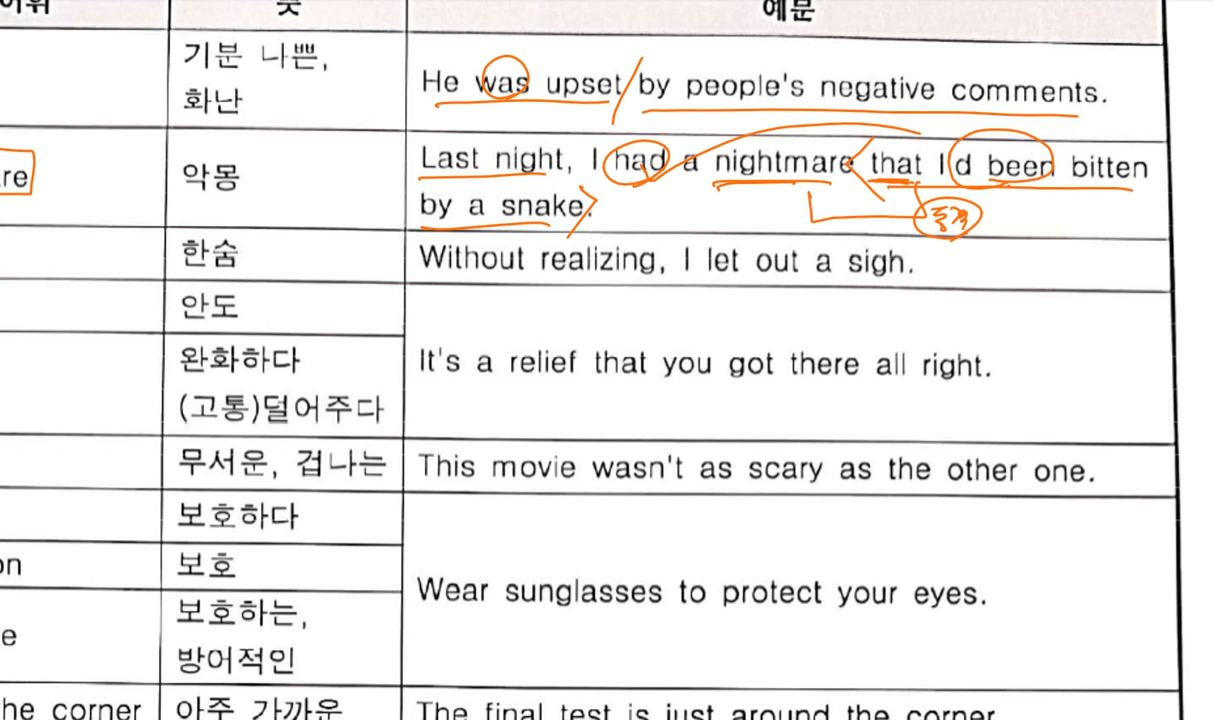 어휘 뜻 예문
기분 나쁜,
화난
He was upset by people's negative comments.
re
악몽
Last night, I had a nightmare that I'd been bitten
by a snake.
동격
한숨
Without realizing, I let out a sigh.
안도
완화하다
(고통)덜어주다
It's a relief that you got there all right.
무서운, 겁나는
This movie wasn't as scary as the other one.
보호하다
on
보호
e
보호하는,
방어적인
Wear sunglasses to protect your eyes.
he corner 아주 가까운 The final test is just around the corner.